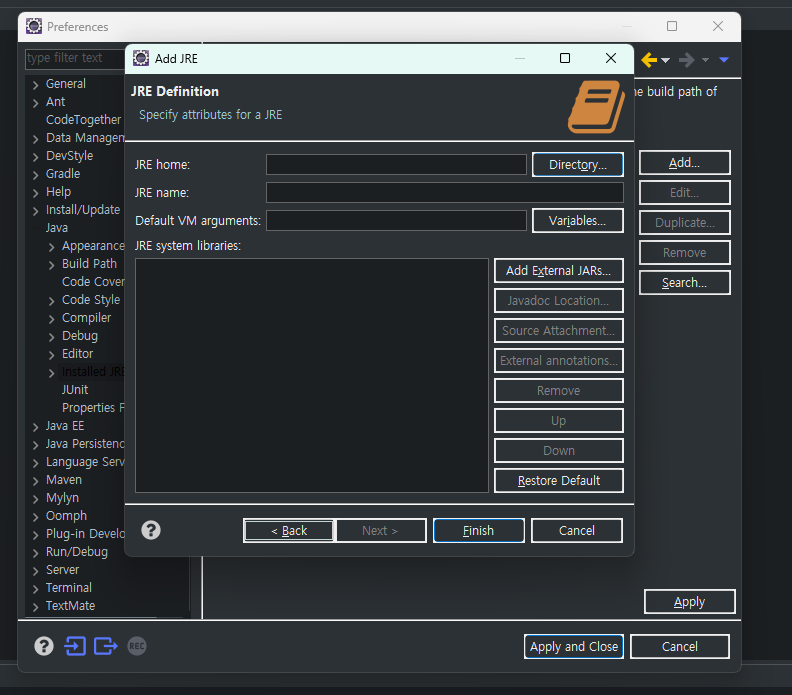 Preferences
type filter text
General
Ant
CodeTogether
Data Managem
DevStyle
Gradle
Help
Install/Update
Java
Appearance
Build Path
Code Cover
Code Style
Compiler
Debug
Editor
Installed JRE
JUnit
Properties F
Java EE
Java Persistenc
Language Serv
Maven
Mylyn
Oomph
Plug-in Develo
Run/Debug
Server
Terminal
TextMate
Add JRE
JRE Definition
Specify attributes for a JRE
JRE home:
Directory...
JRE name:
Default VM arguments:
Variables...
JRE system libraries:
Add External JARs...
Javadoc Location...
Source Attachment...
External annotations...
Remove
Up
Down
Restore Default
< Back
Next >
Finish
Cancel
he build path of
Add...
Edit...
Duplicate...
Remove
Search...
Apply
REC
Apply and Close
Cancel